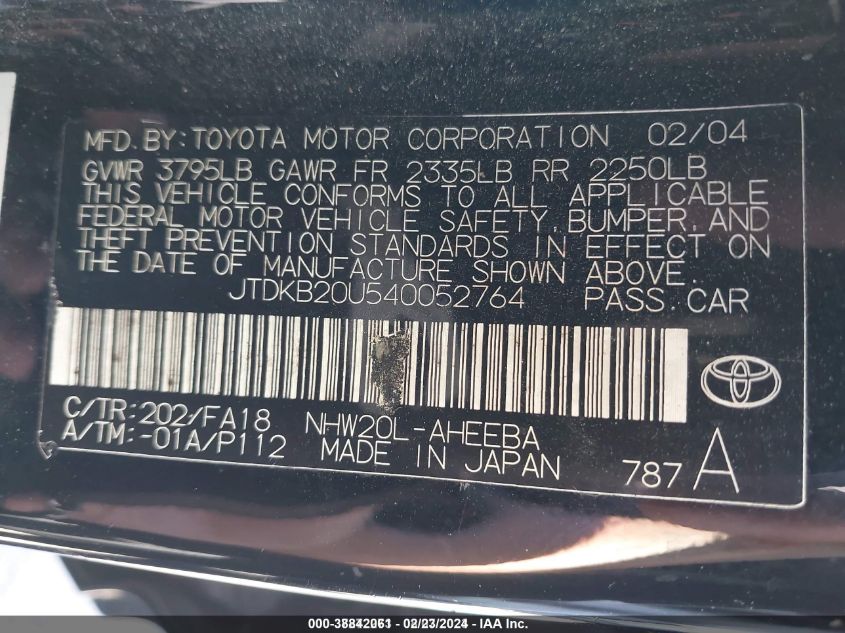 MFD.BY:TOYOTA MOTOR CORPORATION 02/04
GVWR 3795LB GAWR FR 2335LB RR 2250LB
THIS VEHICLE CONFORMS TO ALL APPLICABLE
FEDERAL MOTOR VEHICLE SAFETY,BUMPER,AND
THEFT PREVENTION STANDARDS IN EFFECT ON
THE DATE OF MANUFACTURE SHOWN ABOVE.
JTDKB20U540052764 PASS.CAR
C/TR:202/FA18 NHW20L-AHEEBA
A/TM:-01A/P112 MADE IN JAPAN 787 A